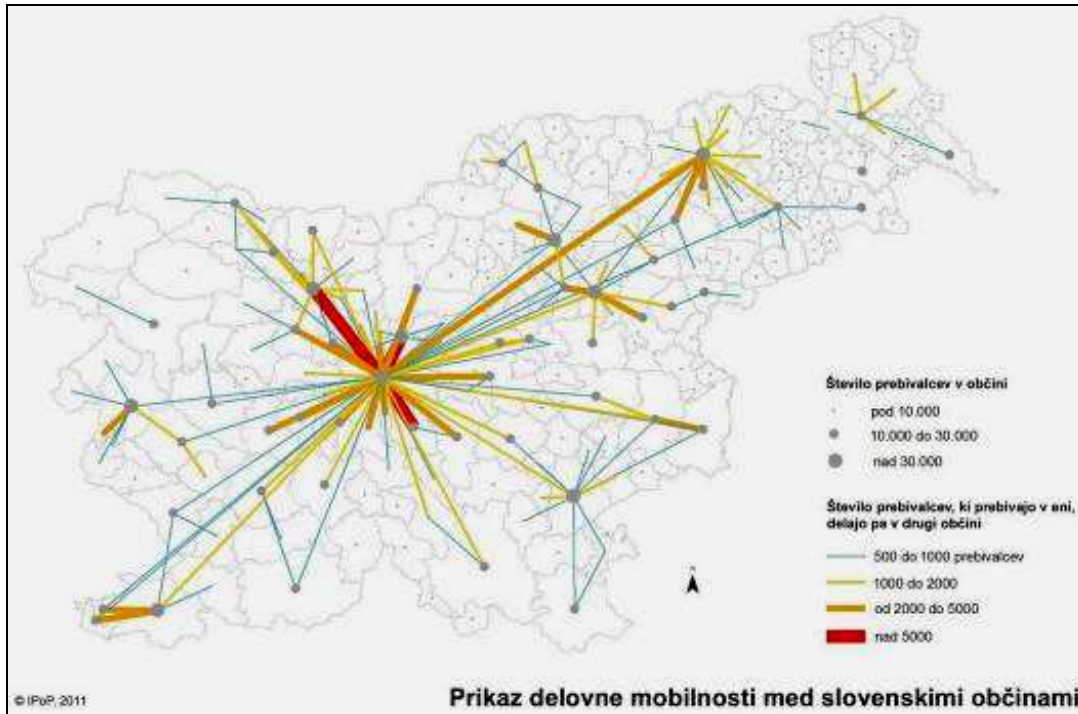 Število prebivalcev v občini
pod 10.000
10.000 do 30.000
nad 30.000
Število prebivalcev, ki prebivajo v eni,
delajo pa v drugi občini
500 do 1000 prebivalcev
1000 do 2000
od 2000 do 5000
nad 5000
© IPoP, 2011
Prikaz delovne mobilnosti med slovenskimi občinami